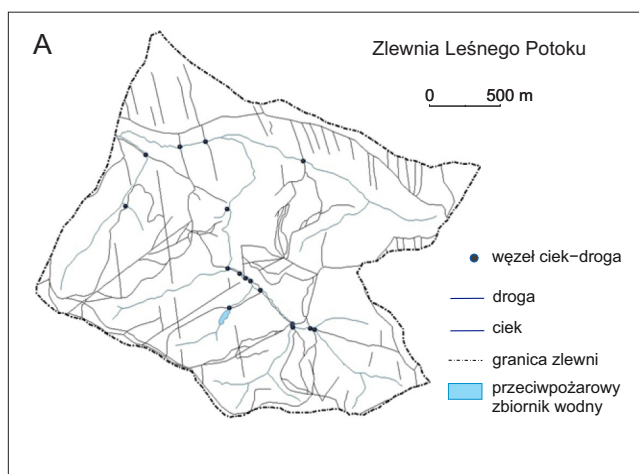 A
Zlewnia Leśnego Potoku
0 500 m
węzeł ciek–droga
droga
ciek
granica zlewni
przeciwpożarowy
zbiornik wodny